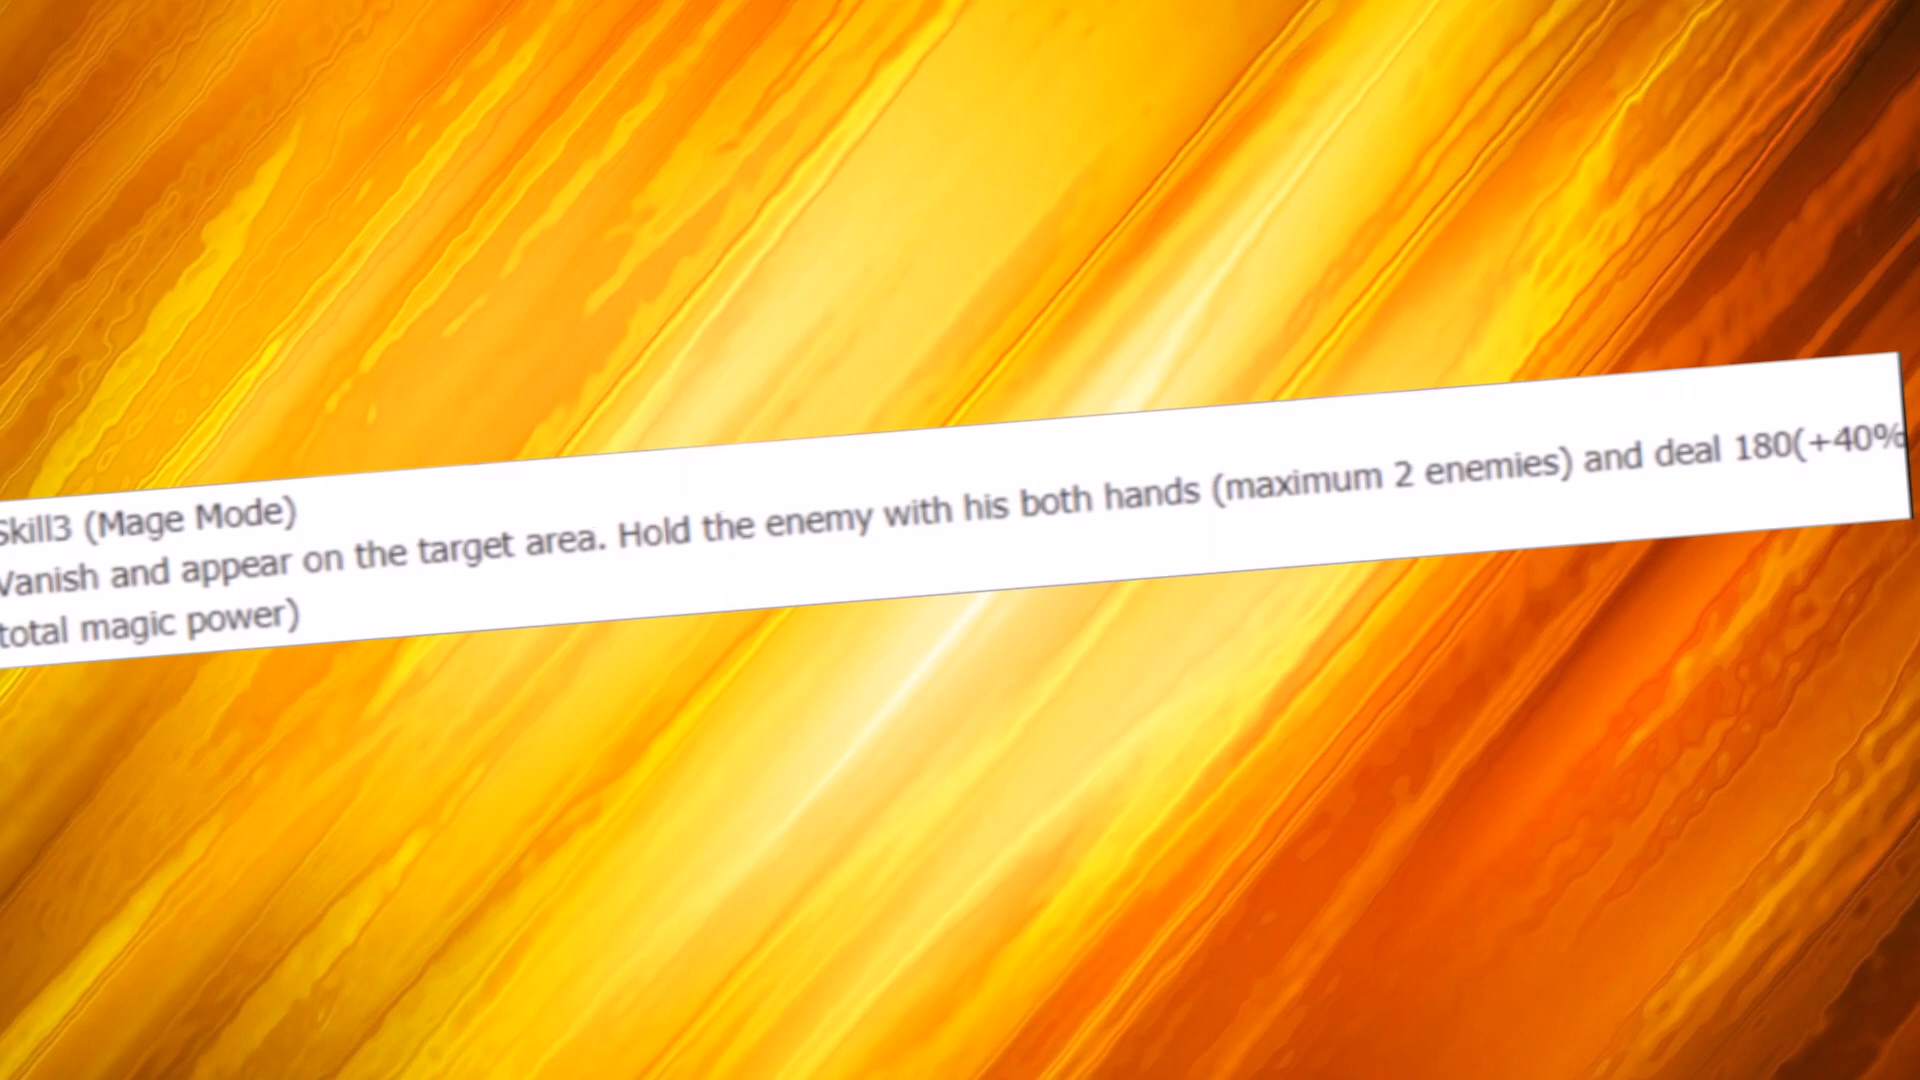 Skill3 (Mage Mode)
Vanish and appear on the target area. Hold the enemy with his both hands (maximum 2 enemies) and deal 180(+40%
total magic power)